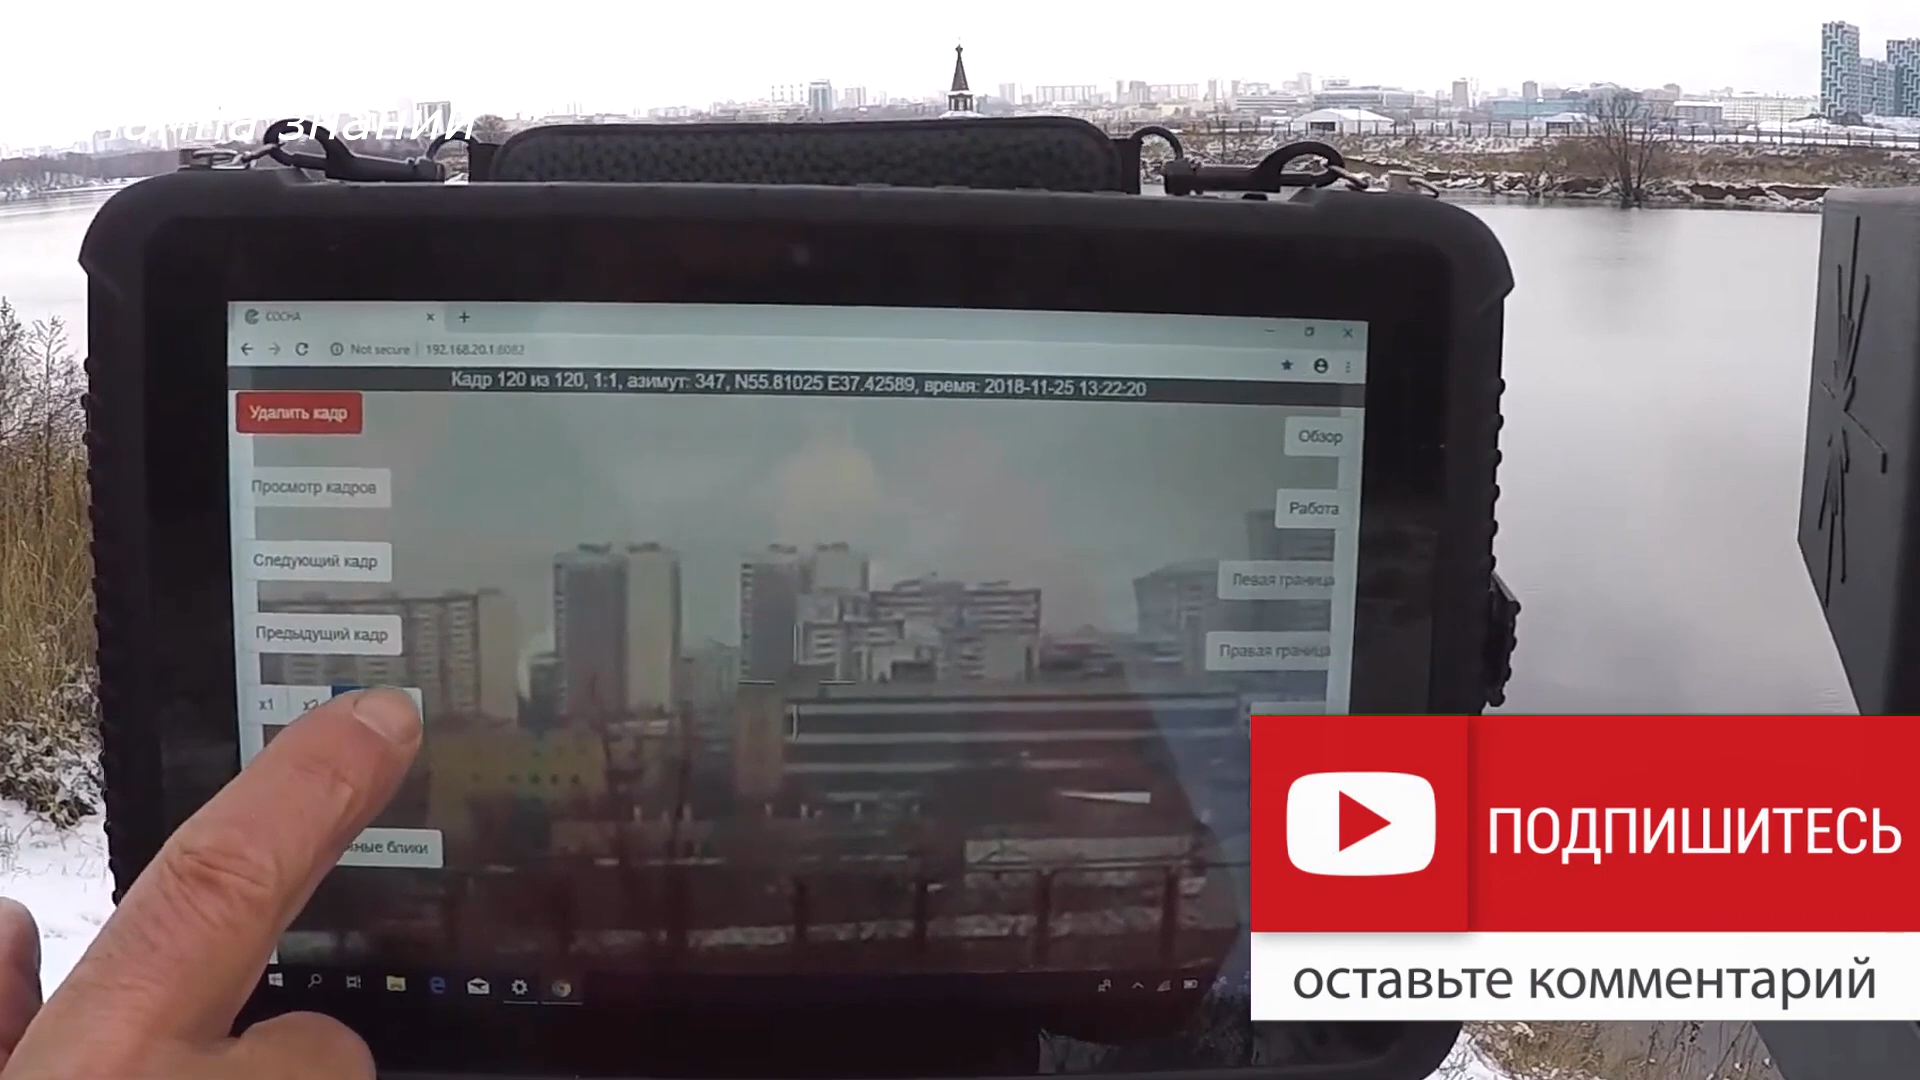 знаний
СОСНА
Not secure | 192.168.20.1:8082
Кадр 120 из 120, 1:1, азимут: 347, N55.81025 E37.42589, время: 2018-11-25 13:22:20
Удалить кадр
Обзор
Просмотр кадров
Работа
Следующий кадр
Левая граница
Предыдущий кадр
Правая граница
x1 x2
блики
ПОДПИШИТЕСЬ
оставьте комментарий